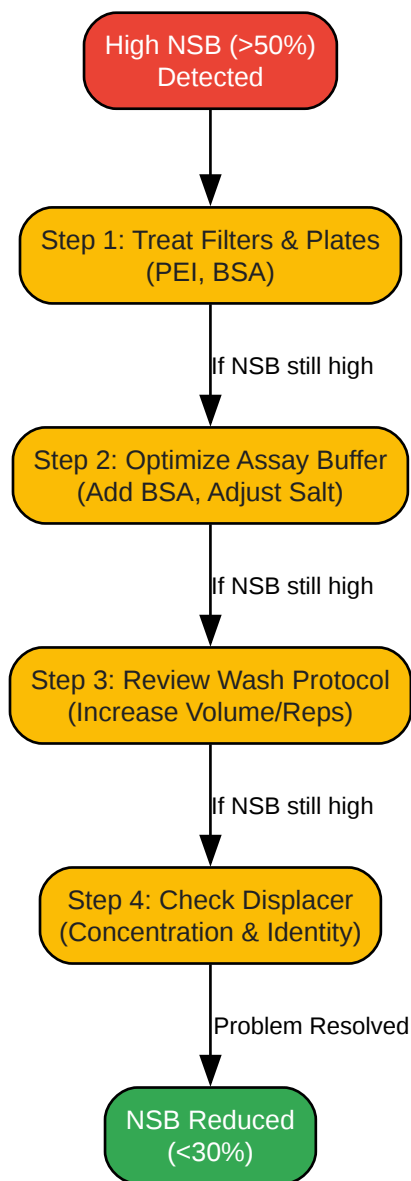 High NSB (>50%)
Detected
Step 1: Treat Filters & Plates
(PEI, BSA)
If NSB still high
Step 2: Optimize Assay Buffer
(Add BSA, Adjust Salt)
If NSB still high
Step 3: Review Wash Protocol
(Increase Volume/Reps)
If NSB still high
Step 4: Check Displacer
(Concentration & Identity)
Problem Resolved
NSB Reduced
(<30%)